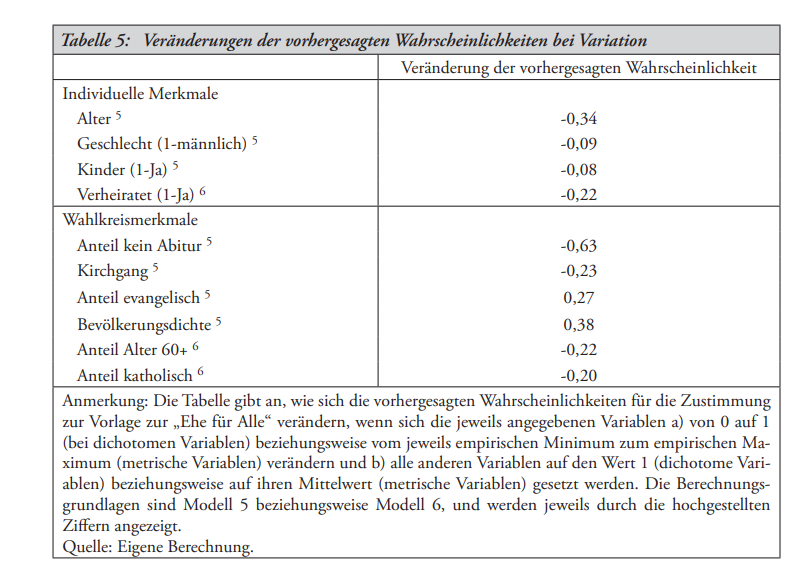 Tabelle 5: Veränderungen der vorhergesagten Wahrscheinlichkeiten bei Variation
Veränderung der vorhergesagten Wahrscheinlichkeit
Individuelle Merkmale
Alter ⁵ -0,34
Geschlecht (1-männlich) ⁵ -0,09
Kinder (1-Ja) ⁵ -0,08
Verheiratet (1-Ja) ⁶ -0,22
Wahlkreismerkmale
Anteil kein Abitur ⁵ -0,63
Kirchgang ⁵ -0,23
Anteil evangelisch ⁵ 0,27
Bevölkerungsdichte ⁵ 0,38
Anteil Alter 60+ ⁶ -0,22
Anteil katholisch ⁶ -0,20
Anmerkung: Die Tabelle gibt an, wie sich die vorhergesagten Wahrscheinlichkeiten für die Zustimmung
zur Vorlage zur „Ehe für Alle“ verändern, wenn sich die jeweils angegebenen Variablen a) von 0 auf 1
(bei dichotomen Variablen) beziehungsweise vom jeweils empirischen Minimum zum empirischen Ma-
ximum (metrische Variablen) verändern und b) alle anderen Variablen auf den Wert 1 (dichotome Vari-
ablen) beziehungsweise auf ihren Mittelwert (metrische Variablen) gesetzt werden. Die Berechnungs-
grundlagen sind Modell 5 beziehungsweise Modell 6, und werden jeweils durch die hochgestellten
Ziffern angezeigt.
Quelle: Eigene Berechnung.